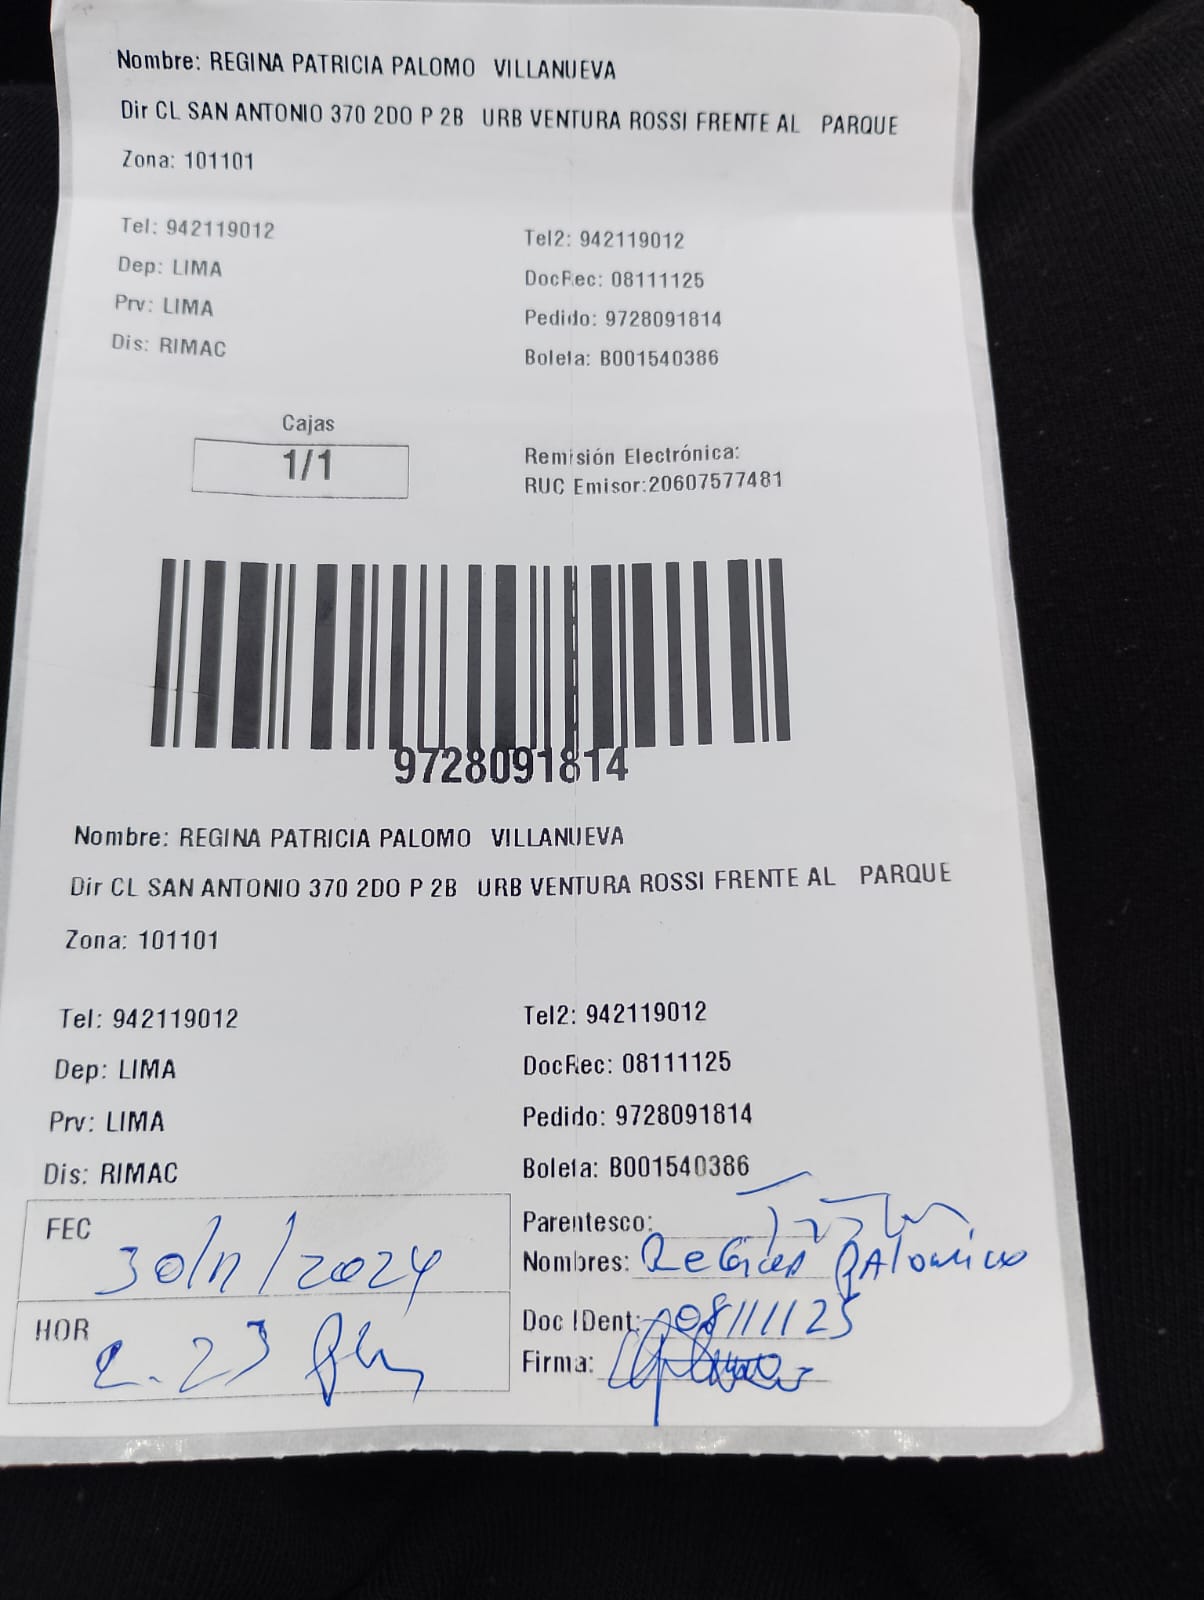 Nombre: REGINA PATRICIA PALOMO VILLANUEVA
Dir CL SAN ANTONIO 370 2DO P 2B URB VENTURA ROSSI FRENTE AL PARQUE
Zona: 101101
Tel: 942119012 Tel2: 942119012
Dep: LIMA DocRec: 08111125
Prv: LIMA Pedido: 9728091814
Dis: RIMAC Boleta: B001540386
Cajas
1/1
Remisión Electrónica:
RUC Emisor:20607577481
9728091814
Nombre: REGINA PATRICIA PALOMO VILLANUEVA
Dir CL SAN ANTONIO 370 2DO P 2B URB VENTURA ROSSI FRENTE AL PARQUE
Zona: 101101
Tel: 942119012 Tel2: 942119012
Dep: LIMA DocRec: 08111125
Prv: LIMA Pedido: 9728091814
Dis: RIMAC Boleta: B001540386
FEC 30/11/2024
HOR 2.23
Parentesco:
Nombres:
Doc IDent: 08111125
Firma: